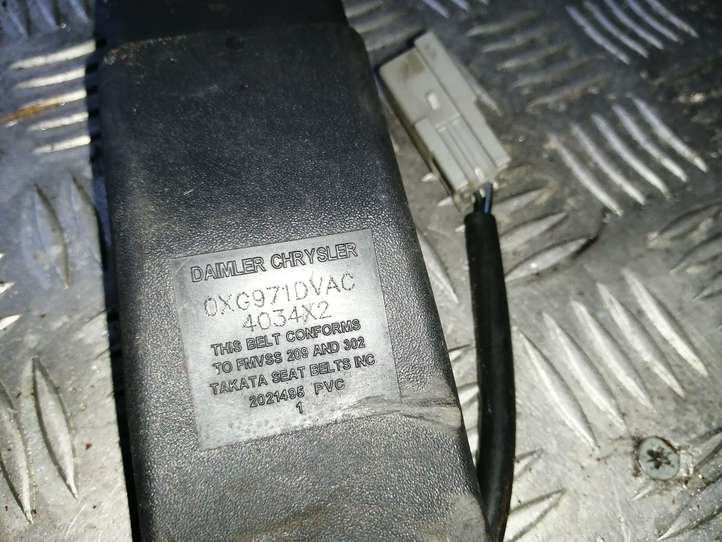 DAIMLER CHRYSLER
0XG971DVAC
4034X2
THIS BELT CONFORMS
TO FMVSS 209 AND 302
TAKATA SEAT BELTS INC
2021495 PVC
1